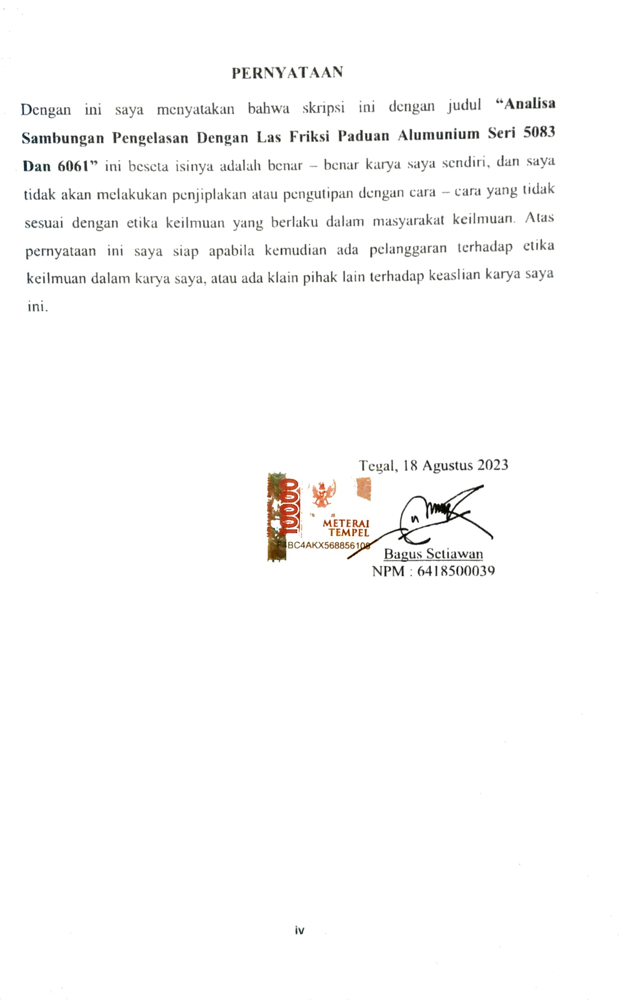 PERNYATAAN
Dengan ini saya menyatakan bahwa skripsi ini dengan judul “Analisa
Sambungan Pengelasan Dengan Las Friksi Paduan Alumunium Seri 5083
Dan 6061” ini beseta isinya adalah benar – benar karya saya sendiri, dan saya
tidak akan melakukan penjiplakan atau pengutipan dengan cara – cara yang tidak
sesuai dengan etika keilmuan yang berlaku dalam masyarakat keilmuan. Atas
pernyataan ini saya siap apabila kemudian ada pelanggaran terhadap etika
keilmuan dalam karya saya, atau ada klain pihak lain terhadap keaslian karya saya
ini.
Tegal, 18 Agustus 2023
10000
METERAI
TEMPEL
Bagus Setiawan
NPM : 6418500039
iv